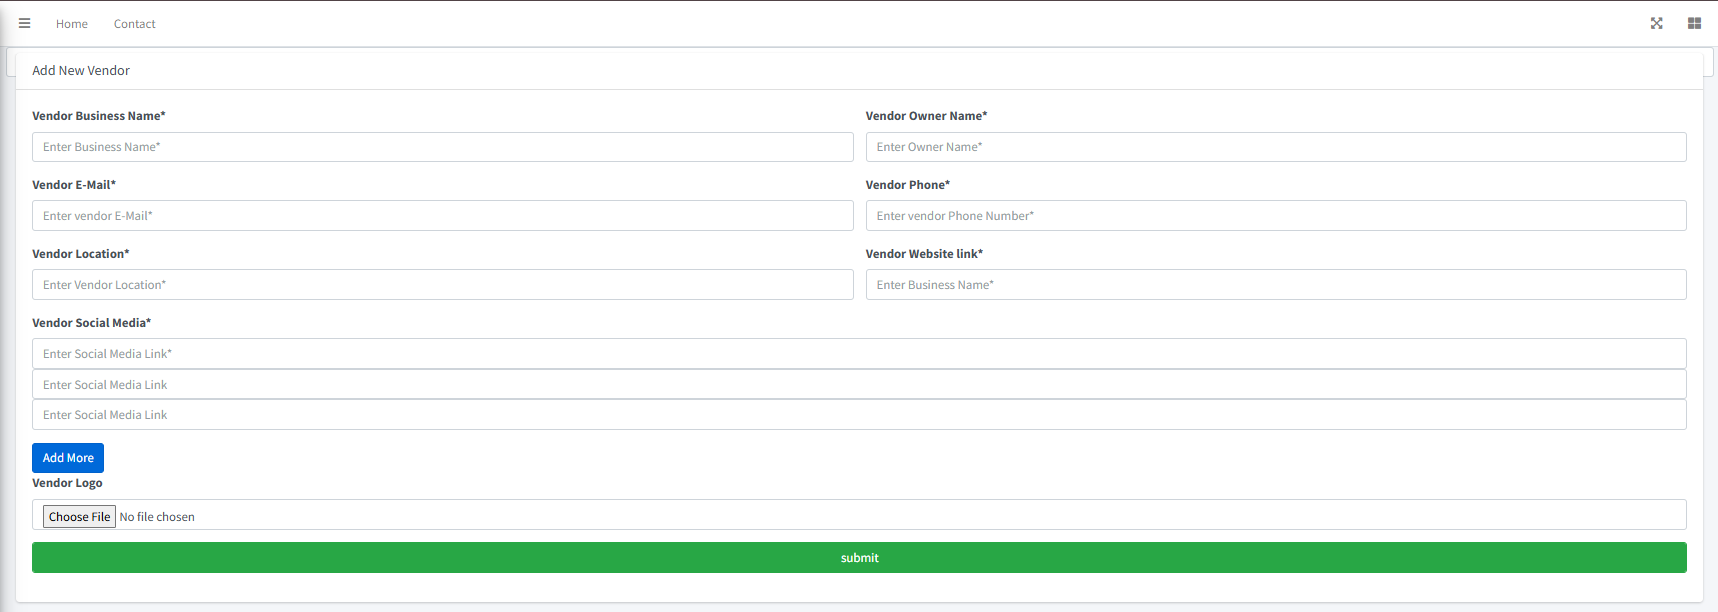 Home Contact
Add New Vendor
Vendor Business Name* Vendor Owner Name*
Enter Business Name* Enter Owner Name*
Vendor E-Mail* Vendor Phone*
Enter vendor E-Mail* Enter vendor Phone Number*
Vendor Location* Vendor Website link*
Enter Vendor Location* Enter Business Name*
Vendor Social Media*
Enter Social Media Link*
Enter Social Media Link
Enter Social Media Link
Add More
Vendor Logo
Choose File No file chosen
submit